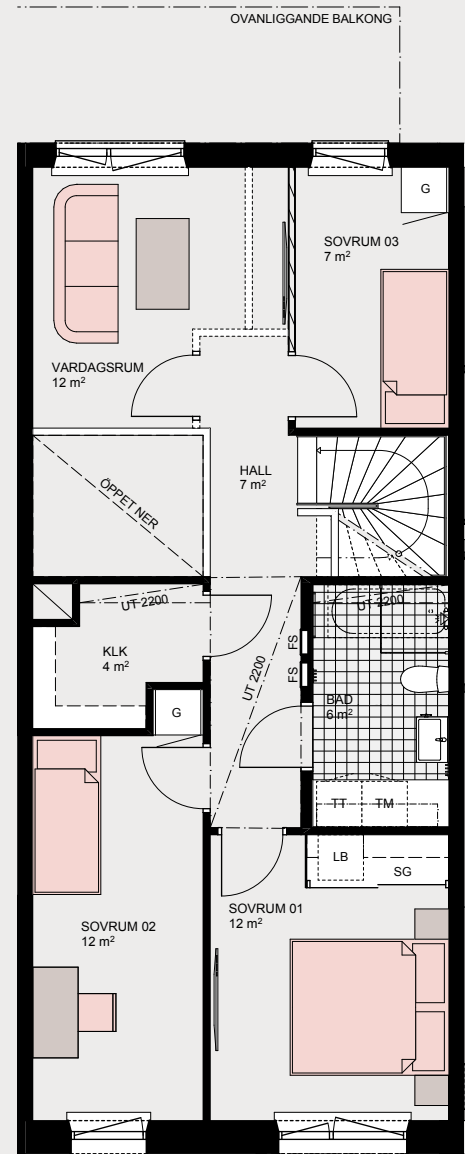 OVANLIGGANDE BALKONG
G
SOVRUM 03
7 m²
VARDAGSRUM
12 m²
HALL
7 m²
ÖPPET NER
UT 2200
UT 2200
KLK
4 m²
FS
FS
UT 2200
BAD
6 m²
G
TT
TM
LB
SG
SOVRUM 02
12 m²
SOVRUM 01
12 m²